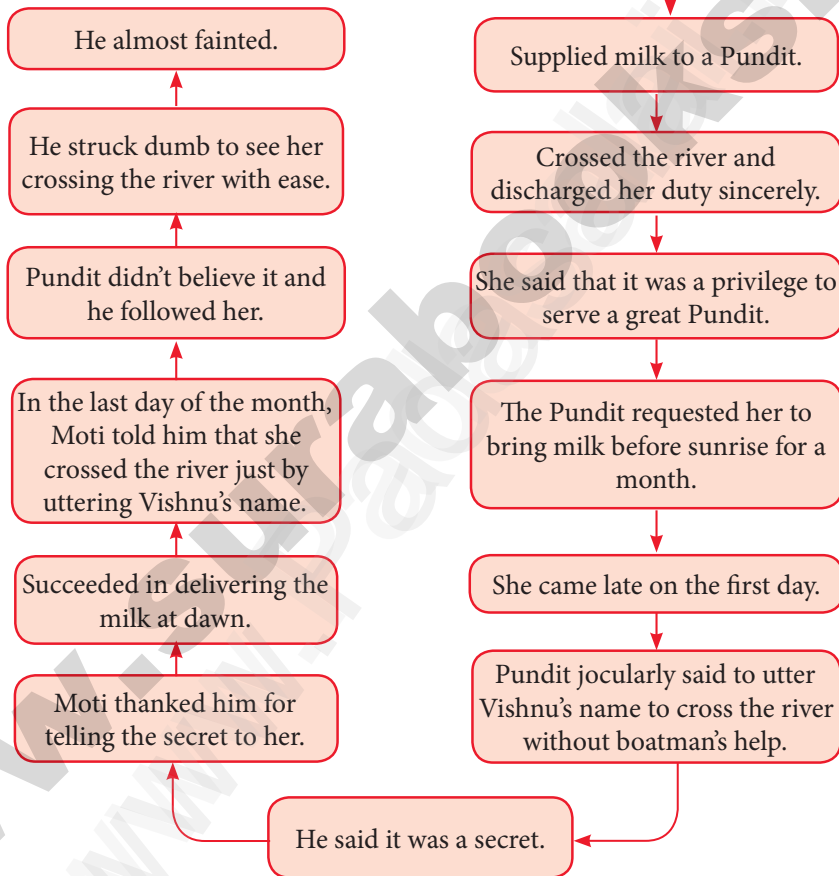 Supplied milk to a Pundit.
Crossed the river and
discharged her duty sincerely.
She said that it was a privilege to
serve a great Pundit.
The Pundit requested her to
bring milk before sunrise for a
month.
She came late on the first day.
Pundit jocularly said to utter
Vishnu's name to cross the river
without boatman's help.
He said it was a secret.
Moti thanked him for
telling the secret to her.
Succeeded in delivering the
milk at dawn.
In the last day of the month,
Moti told him that she
crossed the river just by
uttering Vishnu's name.
Pundit didn't believe it and
he followed her.
He struck dumb to see her
crossing the river with ease.
He almost fainted.